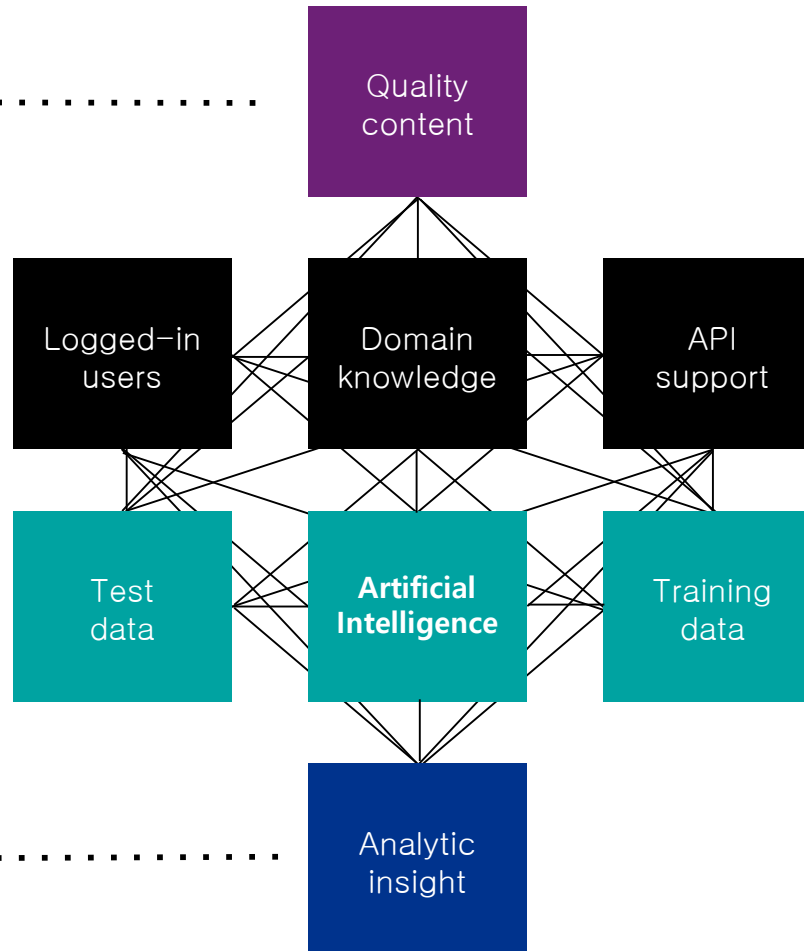 Quality
content
Logged-in
users
Domain
knowledge
API
support
Test
data
Artificial
Intelligence
Training
data
Analytic
insight